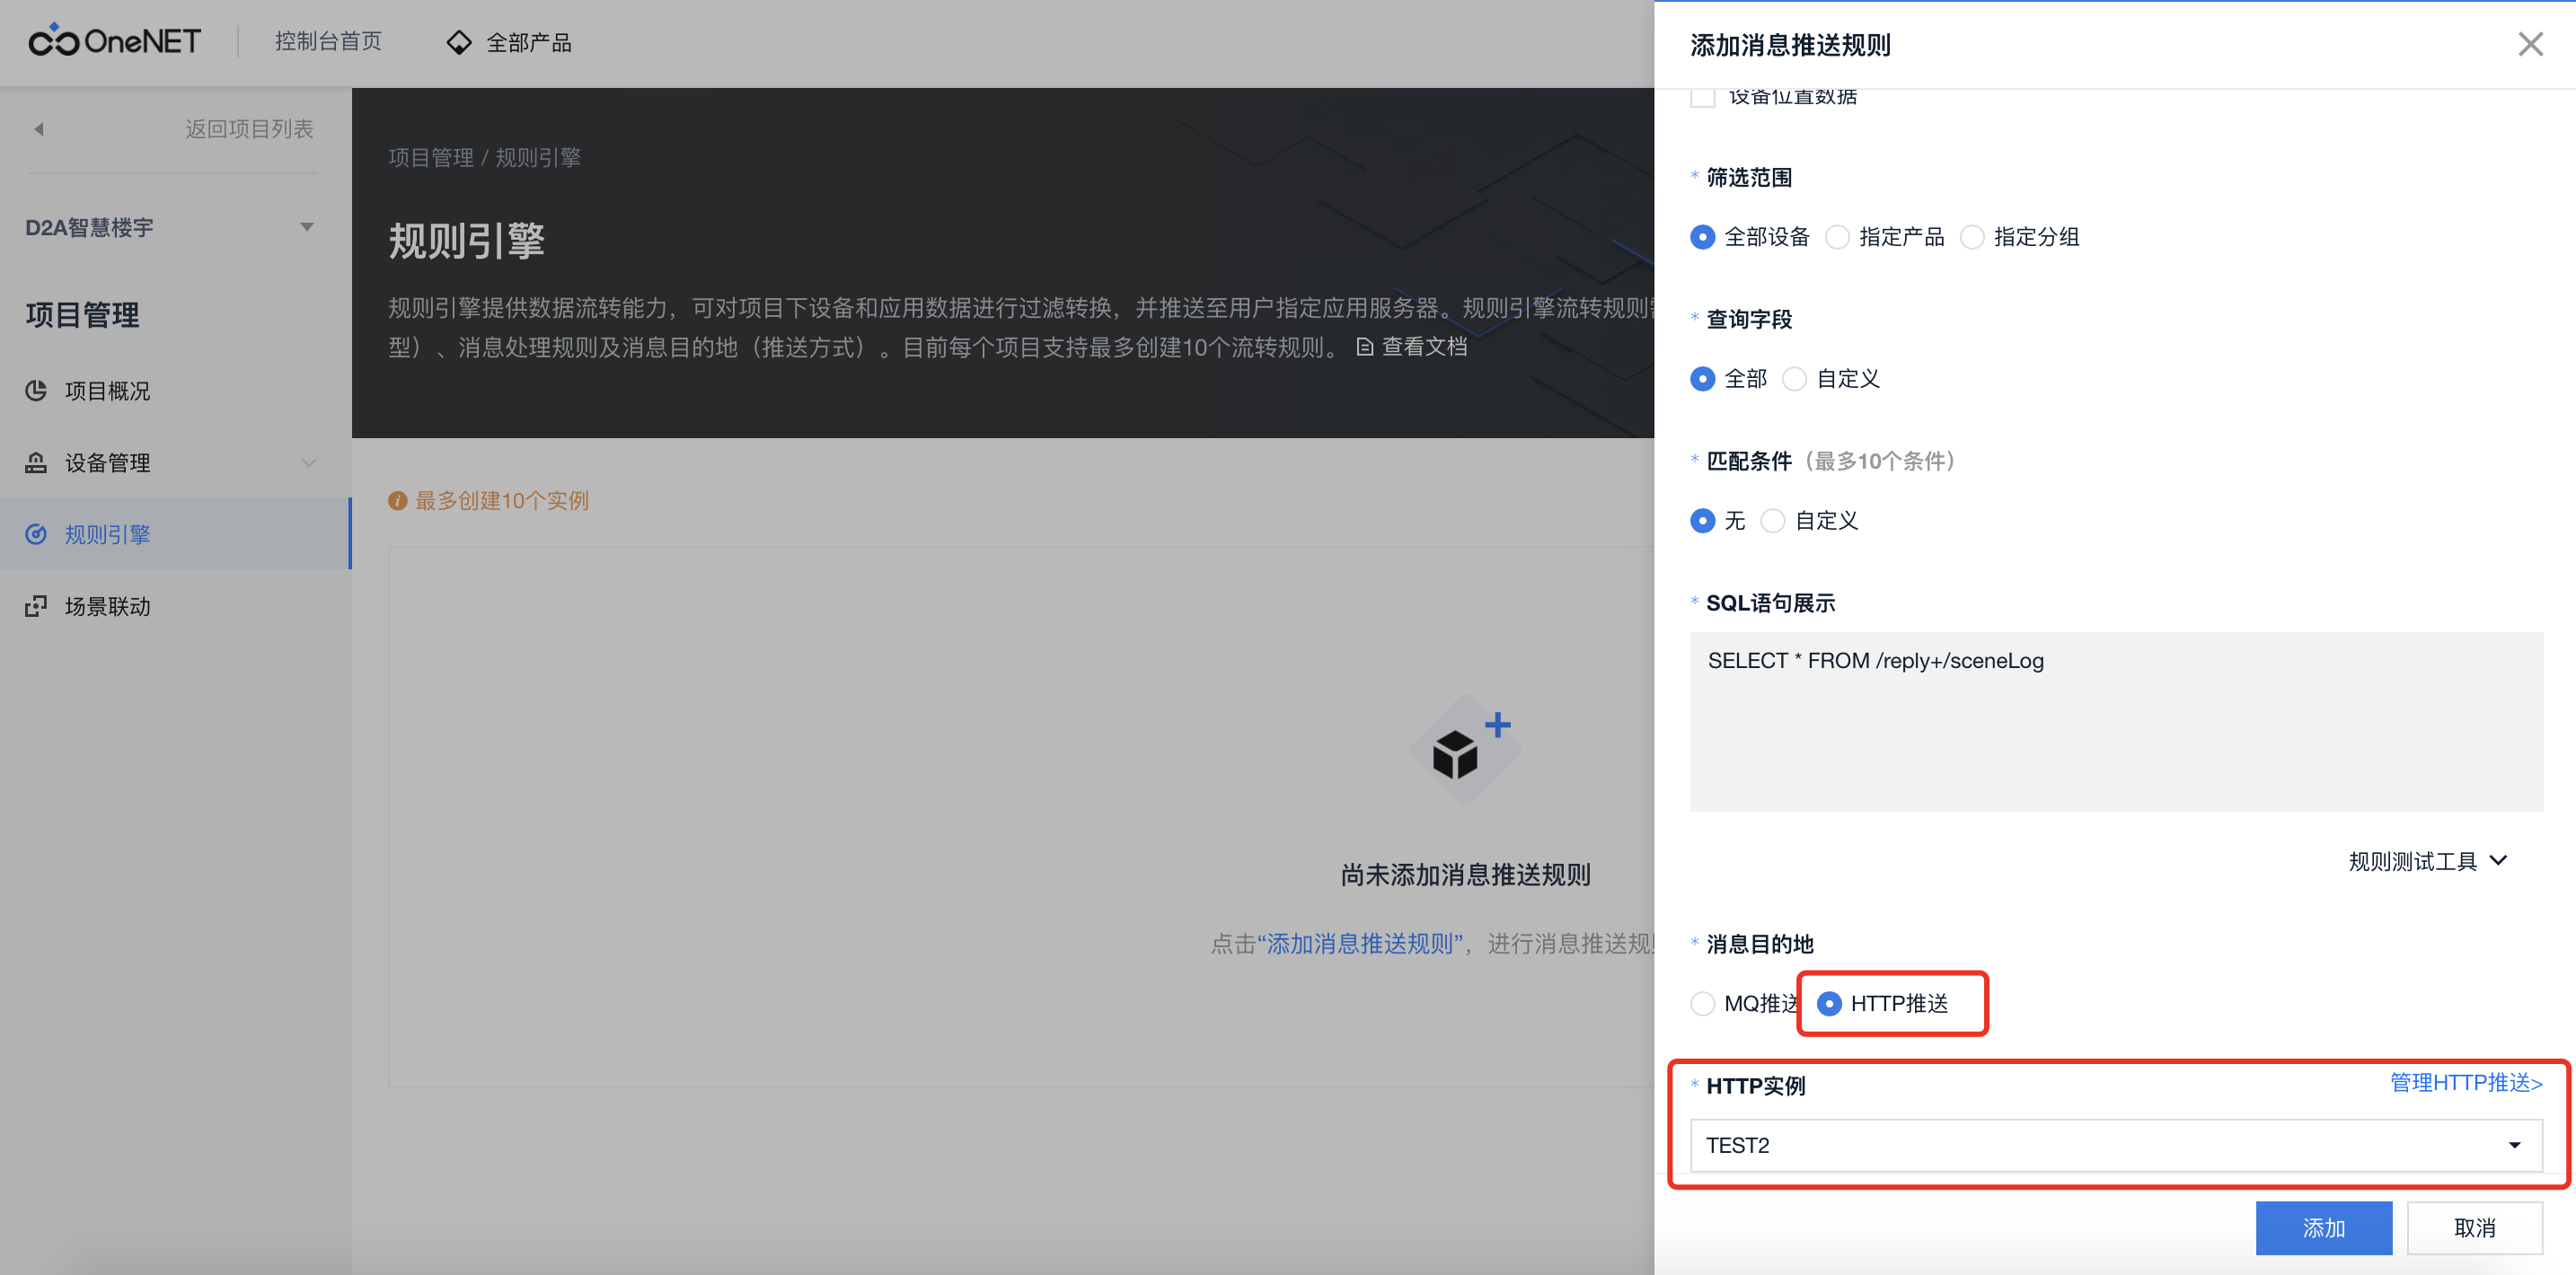 OneNET
控制台首页
全部产品
返回项目列表
D2A智慧楼宇
项目管理
项目概况
设备管理
规则引擎
场景联动
项目管理 / 规则引擎
规则引擎
规则引擎提供数据流转能力，可对项目下设备和应用数据进行过滤转换，并推送至用户指定应用服务器。规则引擎流转规则
型）、消息处理规则及消息目的地（推送方式）。目前每个项目支持最多创建10个流转规则。 查看文档
最多创建10个实例
尚未添加消息推送规则
点击“添加消息推送规则”，进行消息推送规
添加消息推送规则
设备位置数据
* 筛选范围
全部设备 指定产品 指定分组
* 查询字段
全部 自定义
* 匹配条件（最多10个条件）
无 自定义
* SQL语句展示
SELECT * FROM /reply+/sceneLog
规则测试工具
* 消息目的地
MQ推送 HTTP推送
* HTTP实例
管理HTTP推送>
TEST2
添加 取消